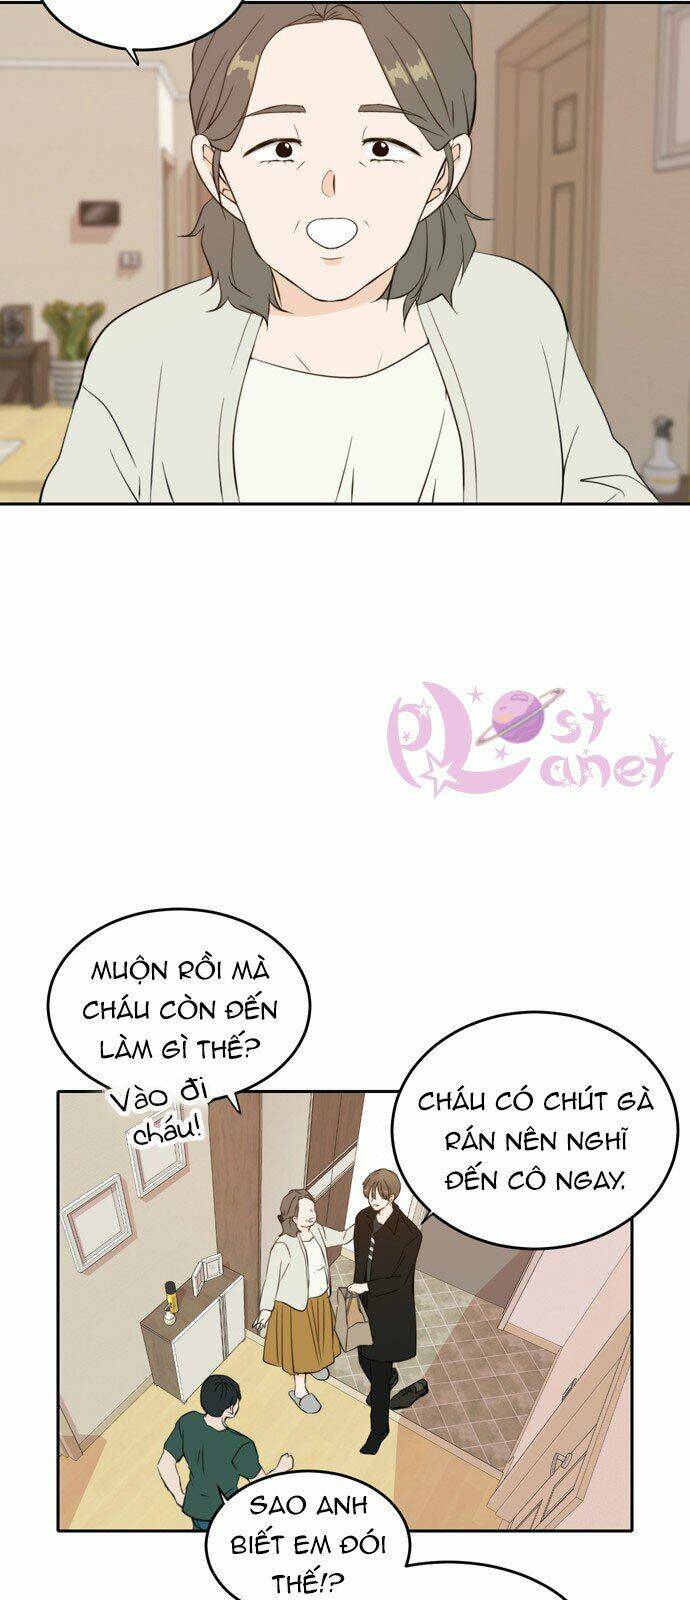 PLost
Planet
MUỘN RỒI MÀ
CHÁU CÒN ĐẾN
LÀM GÌ THẾ?
Vào đi
cháu!
CHÁU CÓ CHÚT GÀ
RÁN NÊN NGHĨ
ĐẾN CÔ NGAY.
SAO ANH
BIẾT EM ĐÓI
THẾ!?